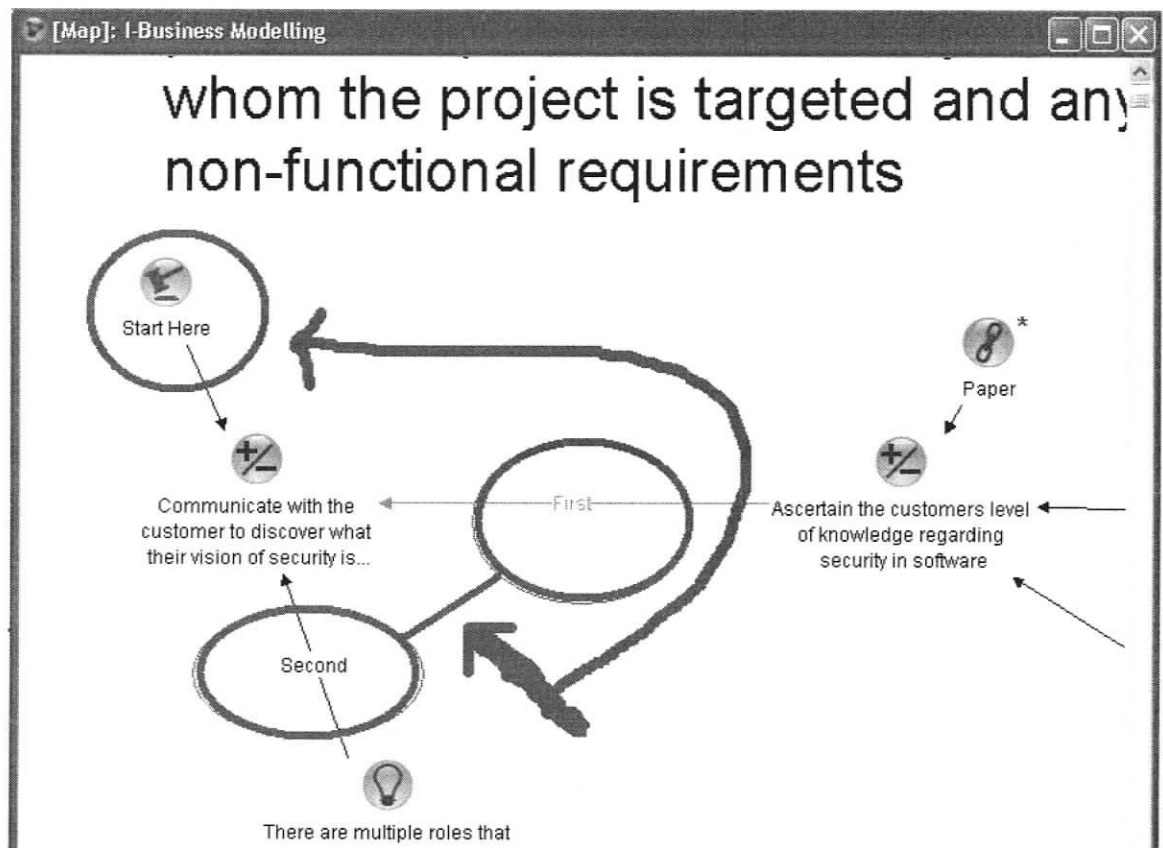 [Map]: I-Business Modelling
whom the project is targeted and any
non-functional requirements
Start Here
*
Paper
Communicate with the
customer to discover what
their vision of security is...
First
Ascertain the customers level
of knowledge regarding
security in software
Second
There are multiple roles that